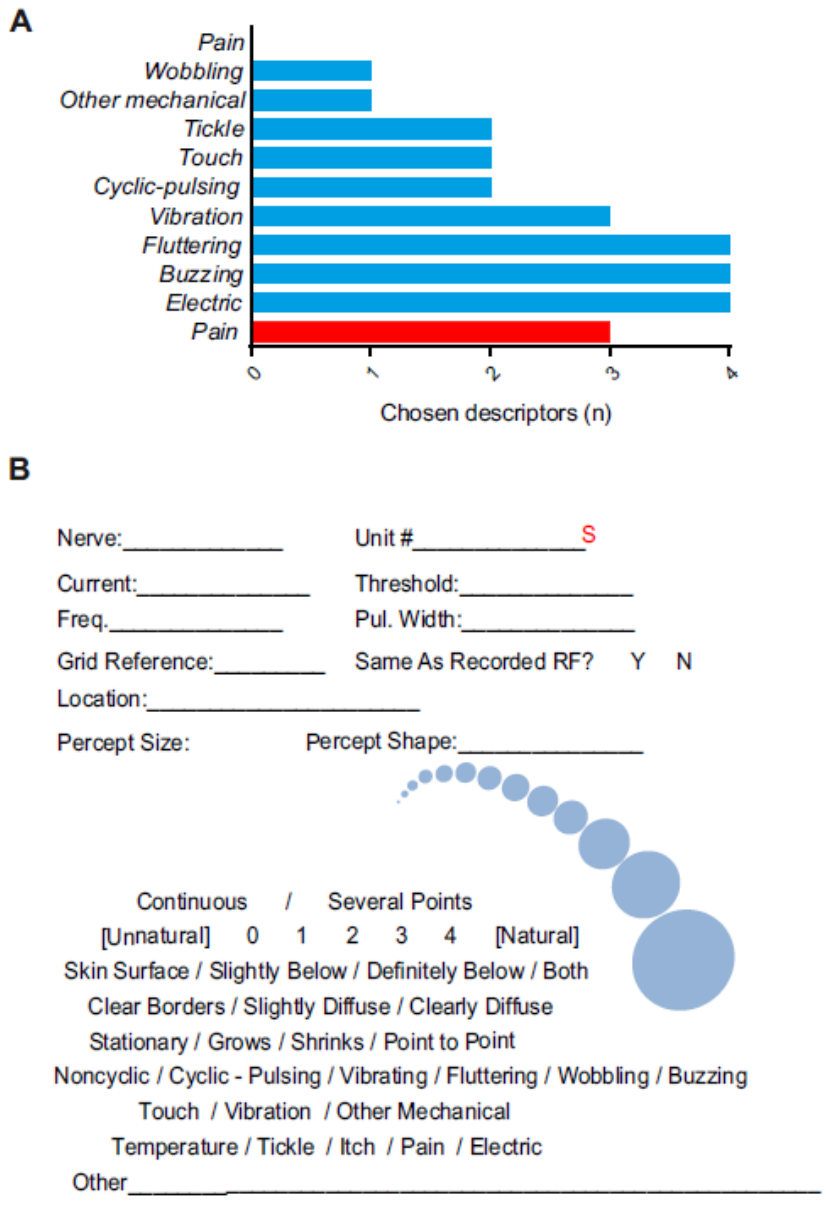 A
Pain
Wobbling
Other mechanical
Tickle
Touch
Cyclic-pulsing
Vibration
Fluttering
Buzzing
Electric
Pain
0 1 2 3 4
Chosen descriptors (n)
B
Nerve:_____________ Unit #______________S
Current:______________ Threshold:______________
Freq.______________ Pul. Width:______________
Grid Reference:_________ Same As Recorded RF? Y N
Location:______________________
Percept Size: Percept Shape:_______________
Continuous / Several Points
[Unnatural] 0 1 2 3 4 [Natural]
Skin Surface / Slightly Below / Definitely Below / Both
Clear Borders / Slightly Diffuse / Clearly Diffuse
Stationary / Grows / Shrinks / Point to Point
Noncyclic / Cyclic - Pulsing / Vibrating / Fluttering / Wobbling / Buzzing
Touch / Vibration / Other Mechanical
Temperature / Tickle / Itch / Pain / Electric
Other________________________________________________________